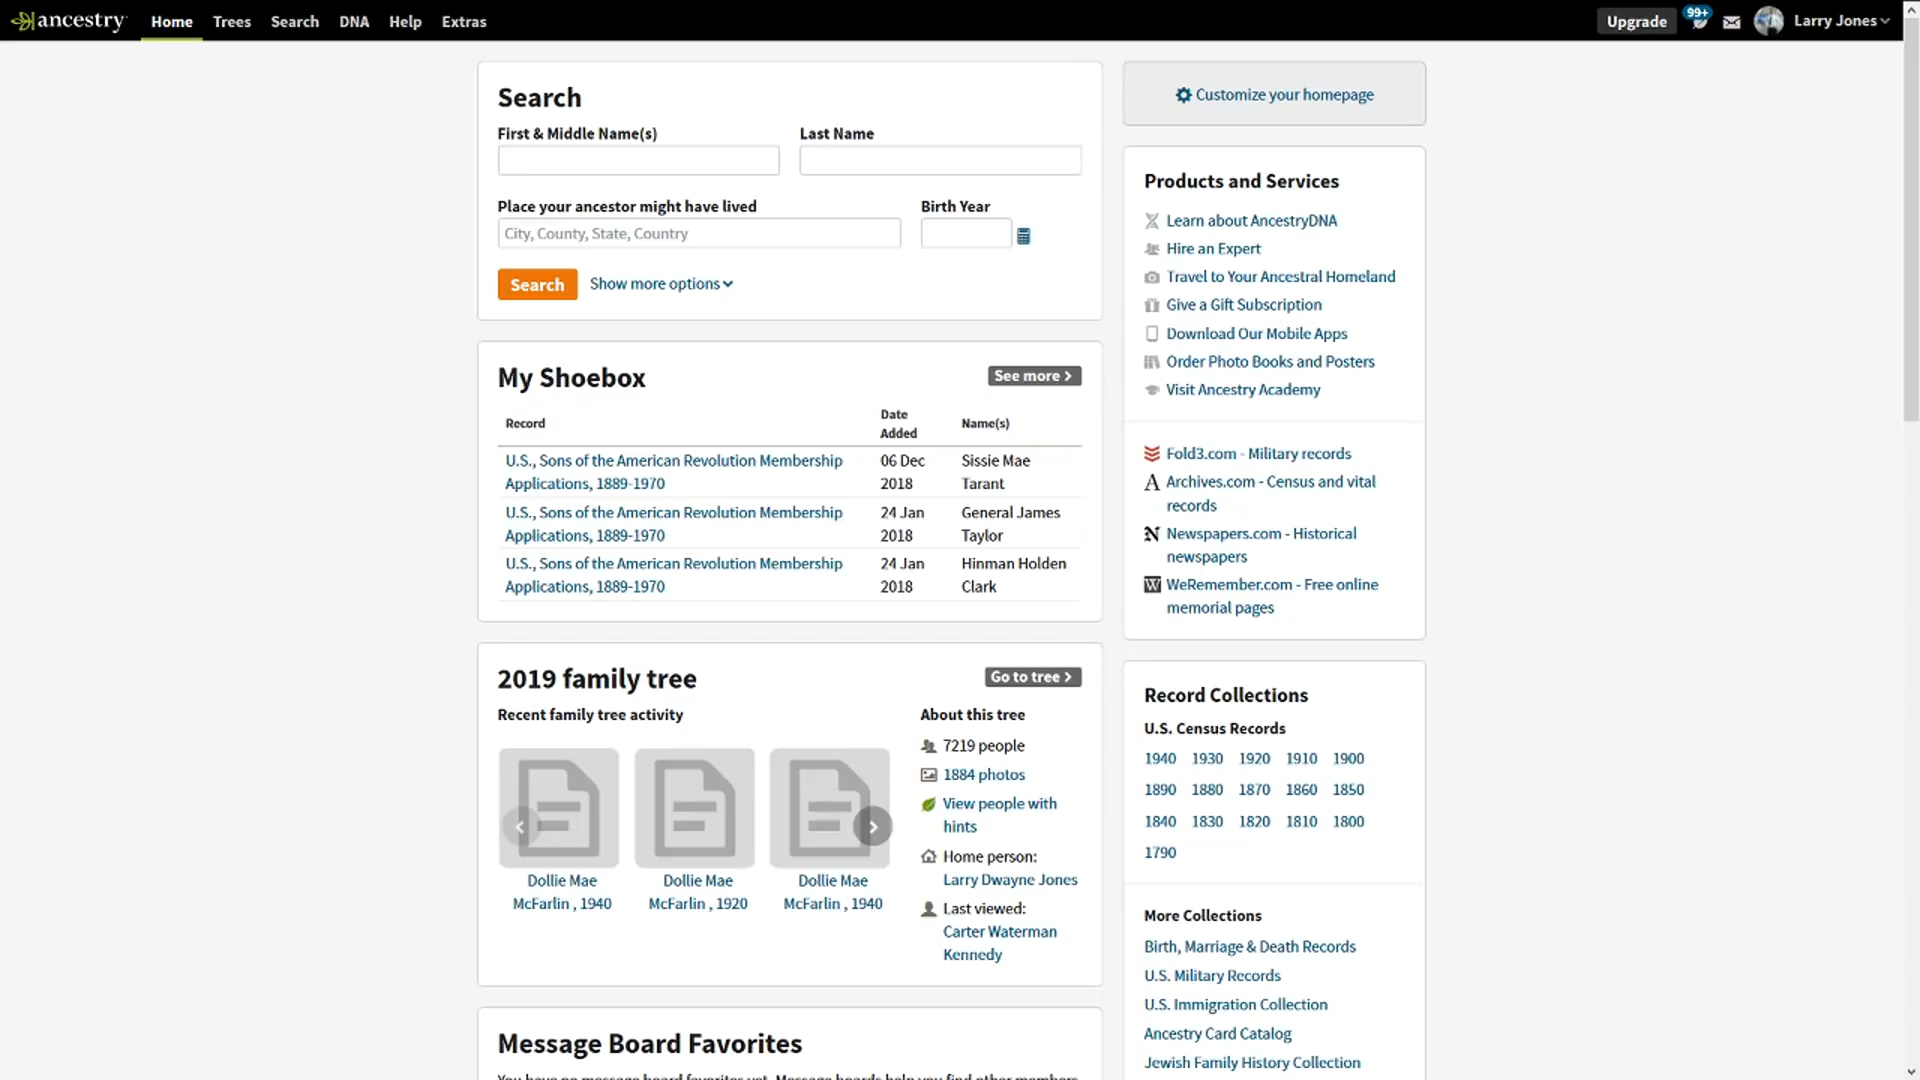 ancestry Home Trees Search DNA Help Extras Upgrade 99+ Larry Jones
Search
First & Middle Name(s) Last Name
Place your ancestor might have lived Birth Year
City, County, State, Country
Search Show more options
My Shoebox See more
Record Date Added Name(s)
U.S., Sons of the American Revolution Membership 06 Dec Sissie Mae
Applications, 1889-1970 2018 Tarant
U.S., Sons of the American Revolution Membership 24 Jan General James
Applications, 1889-1970 2018 Taylor
U.S., Sons of the American Revolution Membership 24 Jan Hinman Holden
Applications, 1889-1970 2018 Clark
2019 family tree Go to tree
Recent family tree activity
Dollie Mae Dollie Mae Dollie Mae
McFarlin , 1940 McFarlin , 1920 McFarlin , 1940
About this tree
7219 people
1884 photos
View people with
hints
Home person:
Larry Dwayne Jones
Last viewed:
Carter Waterman
Kennedy
Message Board Favorites
You have no message board favorites yet. Message boards help you find other members
Customize your homepage
Products and Services
Learn about AncestryDNA
Hire an Expert
Travel to Your Ancestral Homeland
Give a Gift Subscription
Download Our Mobile Apps
Order Photo Books and Posters
Visit Ancestry Academy
Fold3.com - Military records
A Archives.com - Census and vital
records
N Newspapers.com - Historical
newspapers
W WeRemember.com - Free online
memorial pages
Record Collections
U.S. Census Records
1940 1930 1920 1910 1900
1890 1880 1870 1860 1850
1840 1830 1820 1810 1800
1790
More Collections
Birth, Marriage & Death Records
U.S. Military Records
U.S. Immigration Collection
Ancestry Card Catalog
Jewish Family History Collection